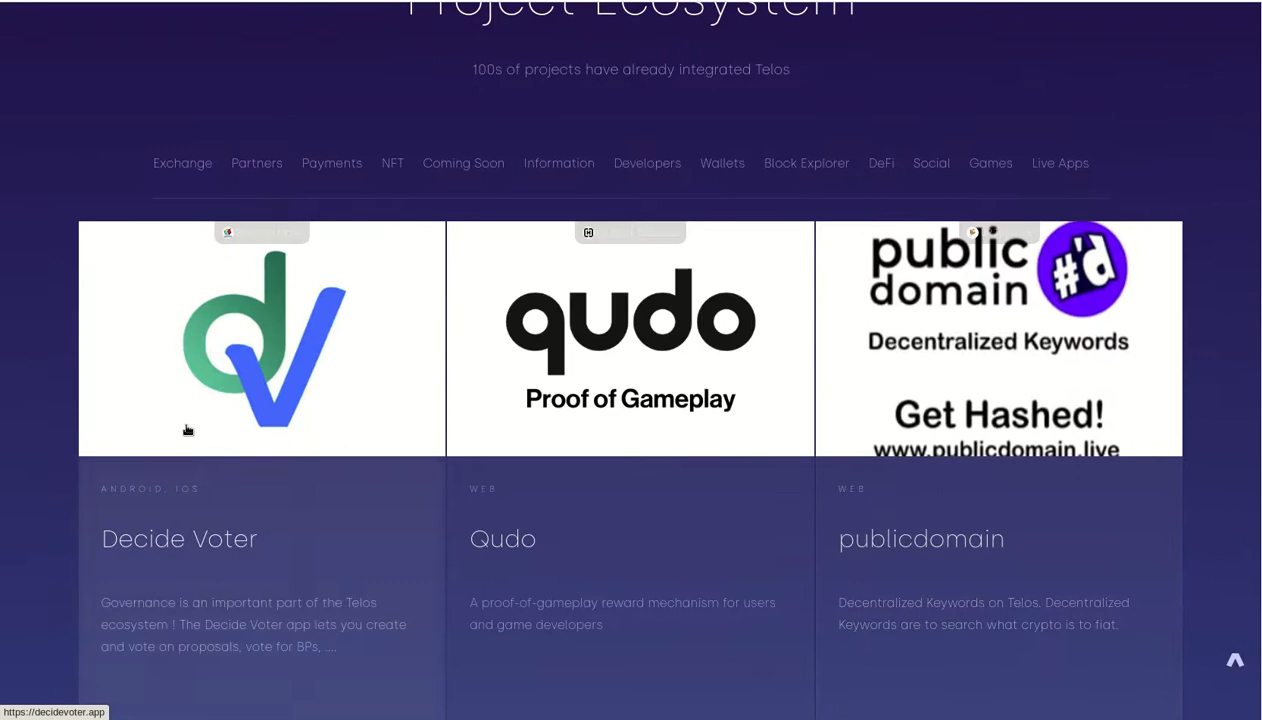 Project Ecosystem
100s of projects have already integrated Telos
Exchange Partners Payments NFT Coming Soon Information Developers Wallets Block Explorer DeFi Social Games Live Apps
dv
qudo
Proof of Gameplay
public
domain
#'d
Decentralized Keywords
Get Hashed!
www.publicdomain.live
ANDROID, IOS
Decide Voter
Governance is an important part of the Telos
ecosystem ! The Decide Voter app lets you create
and vote on proposals, vote for BPs, ....
WEB
Qudo
A proof-of-gameplay reward mechanism for users
and game developers
WEB
publicdomain
Decentralized Keywords on Telos. Decentralized
Keywords are to search what crypto is to fiat.
https://decidevoter.app